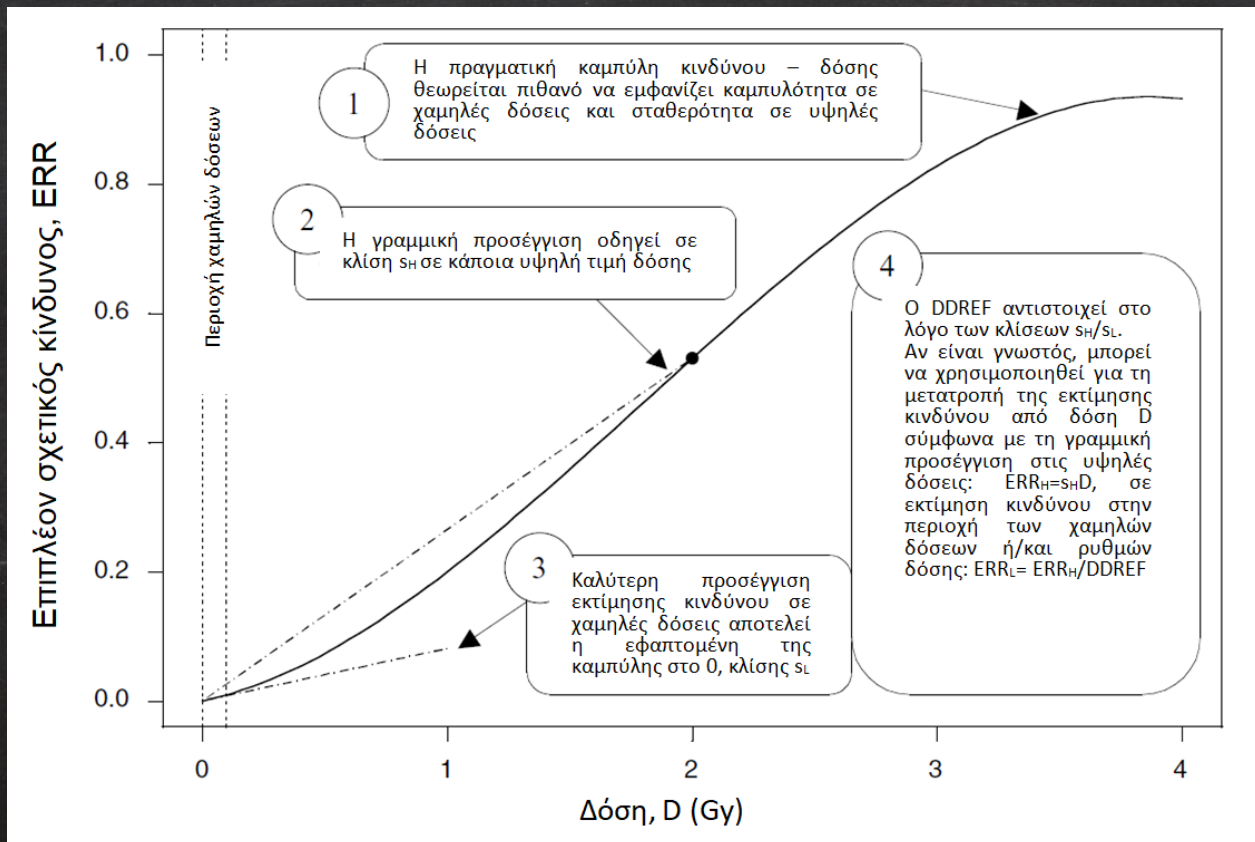 1.0
0.8
0.6
0.4
0.2
0.0
Επιπλέον σχετικός κίνδυνος, ERR
Περιοχή χαμηλών δόσεων
1
Η πραγματική καμπύλη κινδύνου – δόσης
θεωρείται πιθανό να εμφανίζει καμπυλότητα σε
χαμηλές δόσεις και σταθερότητα σε υψηλές
δόσεις
2
Η γραμμική προσέγγιση οδηγεί σε
κλίση sH σε κάποια υψηλή τιμή δόσης
3
Καλύτερη προσέγγιση
εκτίμησης κινδύνου σε
χαμηλές δόσεις αποτελεί
η εφαπτομένη της
καμπύλης στο 0, κλίσης sL
4
Ο DDREF αντιστοιχεί στο
λόγο των κλίσεων sH/sL.
Αν είναι γνωστός, μπορεί
να χρησιμοποιηθεί για τη
μετατροπή της εκτίμησης
κινδύνου από δόση D
σύμφωνα με τη γραμμική
προσέγγιση στις υψηλές
δόσεις: ERRH=sHD, σε
εκτίμηση κινδύνου στην
περιοχή των χαμηλών
δόσεων ή/και ρυθμών
δόσης: ERRL= ERRH/DDREF
0
1
2
3
4
Δόση, D (Gy)